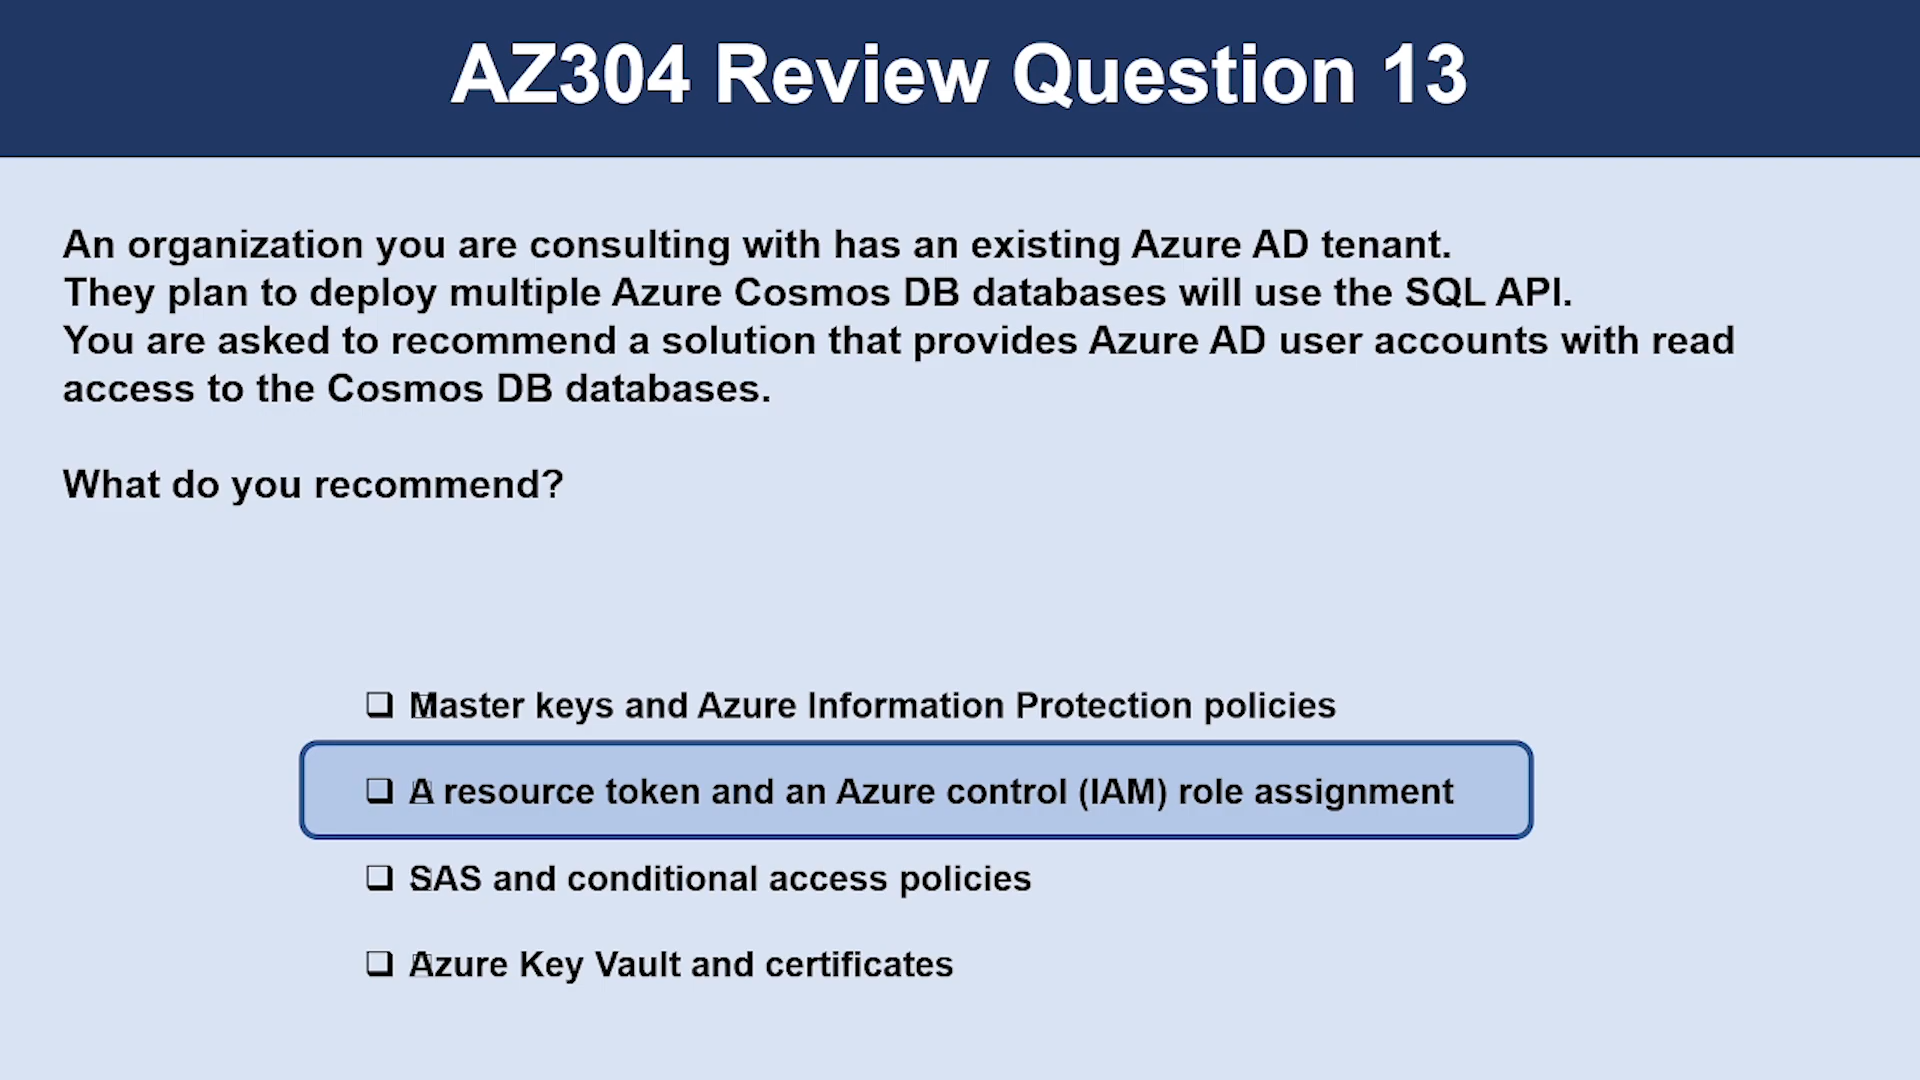 AZ304 Review Question 13
An organization you are consulting with has an existing Azure AD tenant.
They plan to deploy multiple Azure Cosmos DB databases will use the SQL API.
You are asked to recommend a solution that provides Azure AD user accounts with read
access to the Cosmos DB databases.
What do you recommend?
❑ Master keys and Azure Information Protection policies
❑ A resource token and an Azure control (IAM) role assignment
❑ SAS and conditional access policies
❑ Azure Key Vault and certificates